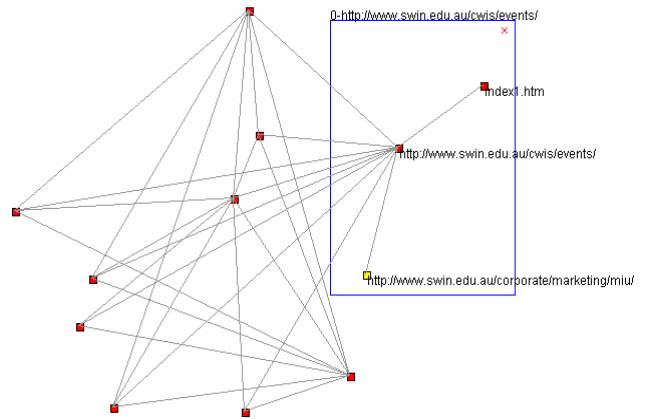 0-http://www.swin.edu.au/cwis/events/
index1.htm
http://www.swin.edu.au/cwis/events/
http://www.swin.edu.au/corporate/marketing/miu/